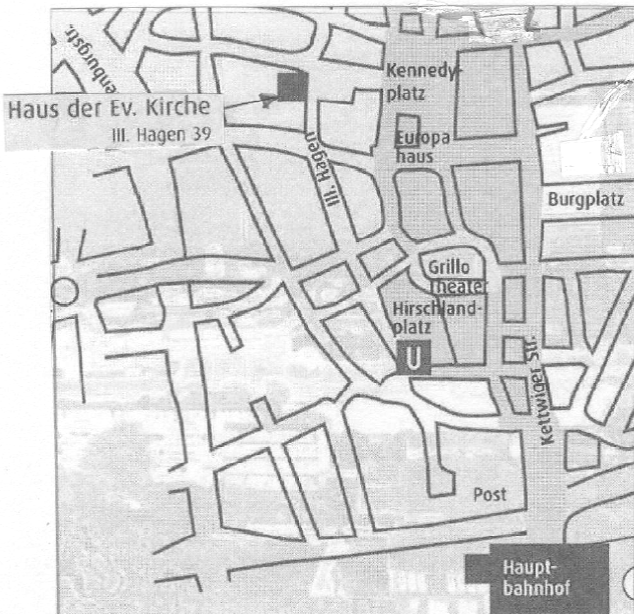 enburgstr.
Kennedy-
platz
Haus der Ev. Kirche
III. Hagen 39
Europa
haus
III. Hagen
Burgplatz
Grillo
Theater
Hirschland-
platz
U
Kettwiger Str.
Post
Haupt-
bahnhof